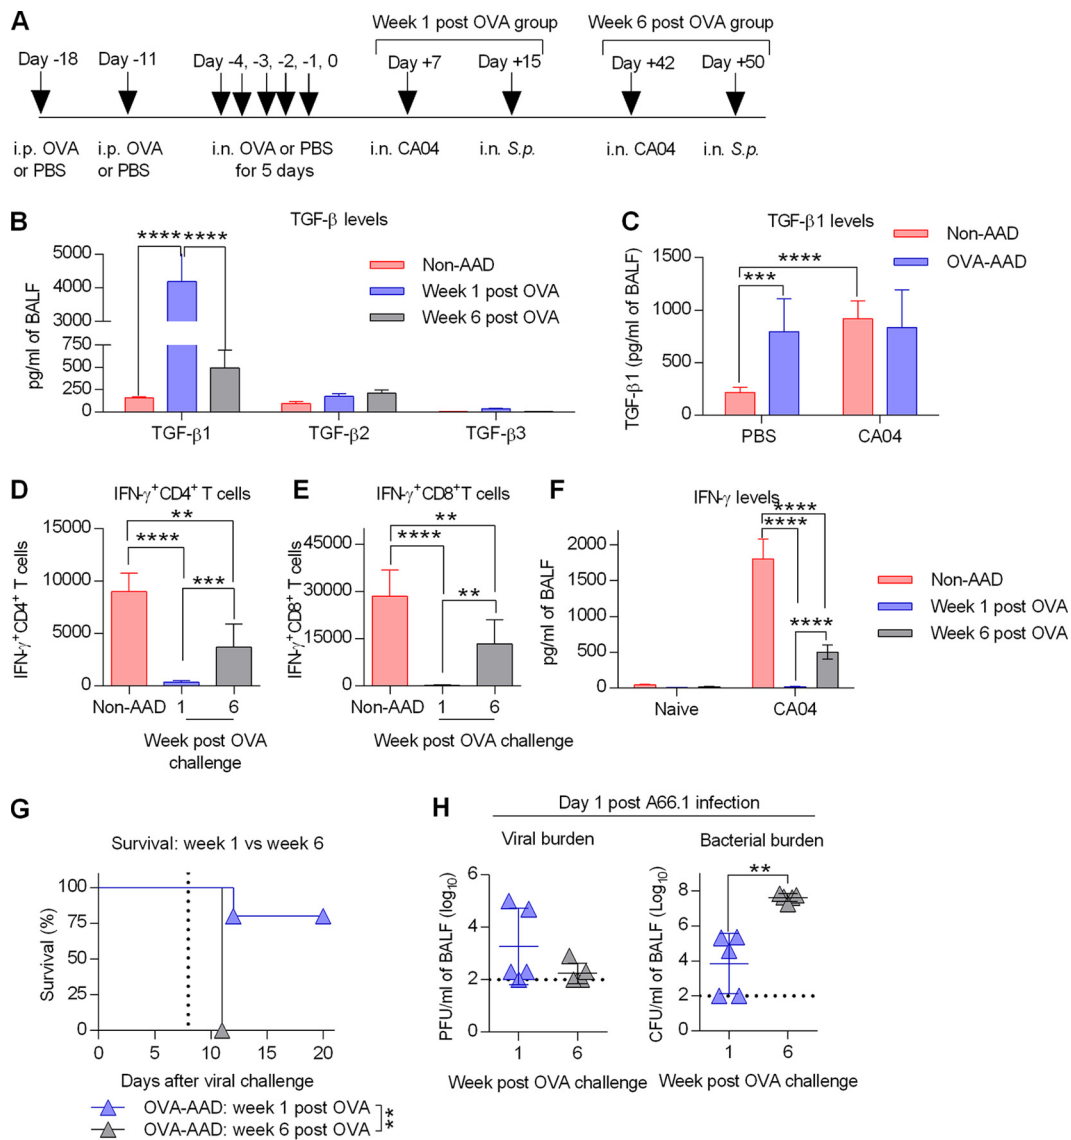 A
Week 1 post OVA group
Week 6 post OVA group
Day -18
Day -11
Day -4, -3, -2, -1, 0
Day +7
Day +15
Day +42
Day +50
i.p. OVA
or PBS
i.p. OVA
or PBS
i.n. OVA or PBS
for 5 days
i.n. CA04
i.n. S.p.
i.n. CA04
i.n. S.p.
B
TGF-β levels
pg/ml of BALF
5000
4000
3000
750
500
250
0
****
****
Non-AAD
Week 1 post OVA
Week 6 post OVA
TGF-β1
TGF-β2
TGF-β3
C
TGF-β1 levels
TGF-β1 (pg/ml of BALF)
1500
1000
500
0
****
***
Non-AAD
OVA-AAD
PBS
CA04
D
IFN-γ+CD4+ T cells
IFN-γ+CD4+ T cells
15000
10000
5000
0
**
****
***
Non-AAD
1
6
Week post OVA
challenge
E
IFN-γ+CD8+T cells
IFN-γ+CD8+ T cells
45000
30000
15000
0
**
****
**
Non-AAD
1
6
Week post OVA challenge
F
IFN-γ levels
pg/ml of BALF
2000
1500
1000
500
0
****
****
****
Non-AAD
Week 1 post OVA
Week 6 post OVA
Naive
CA04
G
Survival: week 1 vs week 6
Survival (%)
100
50
0
0
5
10
15
20
Days after viral challenge
OVA-AAD: week 1 post OVA
OVA-AAD: week 6 post OVA
**
H
Day 1 post A66.1 infection
Viral burden
PFU/ml of BALF (log10)
6
4
2
0
1
6
Week post OVA challenge
Bacterial burden
CFU/ml of BALF (Log10)
8
6
4
2
0
**
1
6
Week post OVA challenge